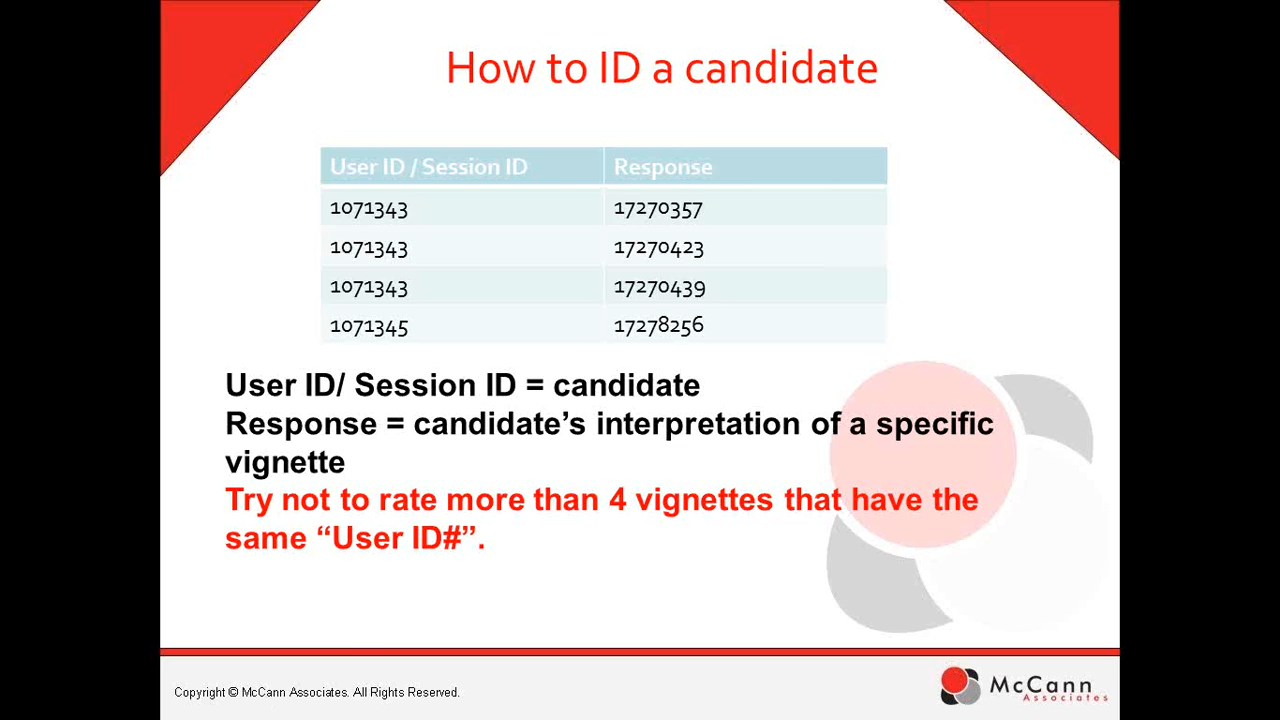 How to ID a candidate
User ID / Session ID Response
1071343 17270357
1071343 17270423
1071343 17270439
1071345 17278256
User ID/ Session ID = candidate
Response = candidate’s interpretation of a specific
vignette
Try not to rate more than 4 vignettes that have the
same “User ID#”.
Copyright © McCann Associates. All Rights Reserved.
McCann
Associates